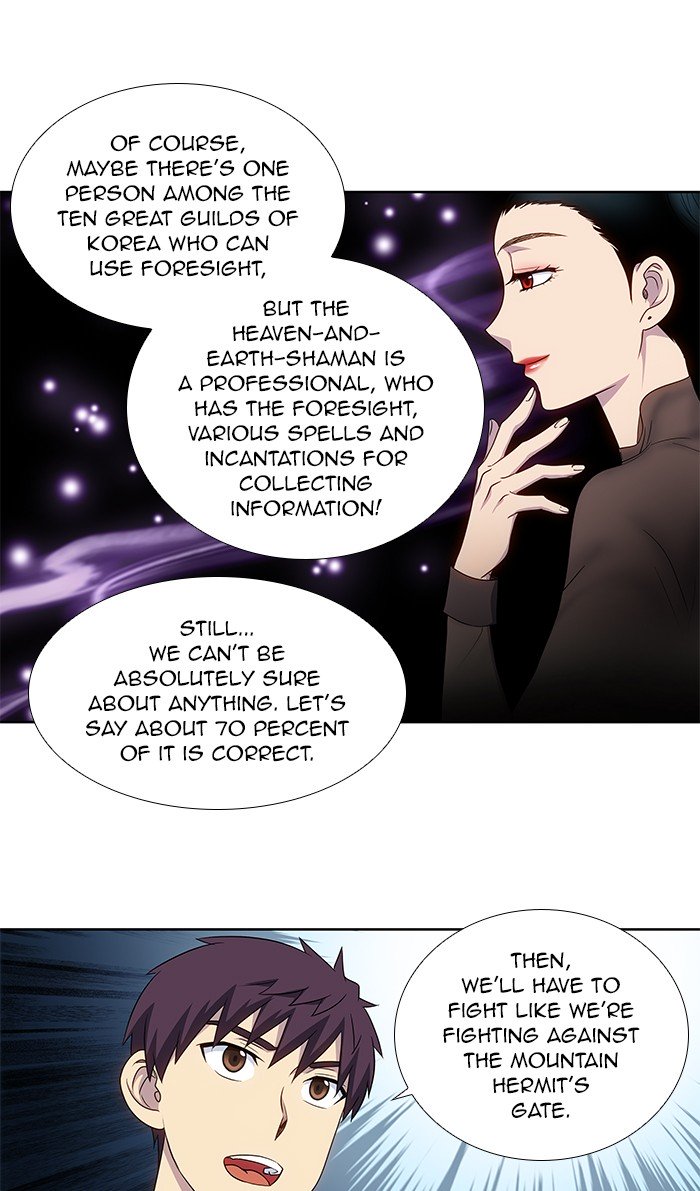 OF COURSE,
MAYBE THERE'S ONE
PERSON AMONG THE
TEN GREAT GUILDS OF
KOREA WHO CAN
USE FORESIGHT,
BUT THE
HEAVEN-AND-
EARTH-SHAMAN IS
A PROFESSIONAL, WHO
HAS THE FORESIGHT,
VARIOUS SPELLS AND
INCANTATIONS FOR
COLLECTING
INFORMATION!
STILL...
WE CAN'T BE
ABSOLUTELY SURE
ABOUT ANYTHING. LET'S
SAY ABOUT 70 PERCENT
OF IT IS CORRECT.
THEN,
WE'LL HAVE TO
FIGHT LIKE WE'RE
FIGHTING AGAINST
THE MOUNTAIN
HERMIT'S
GATE.